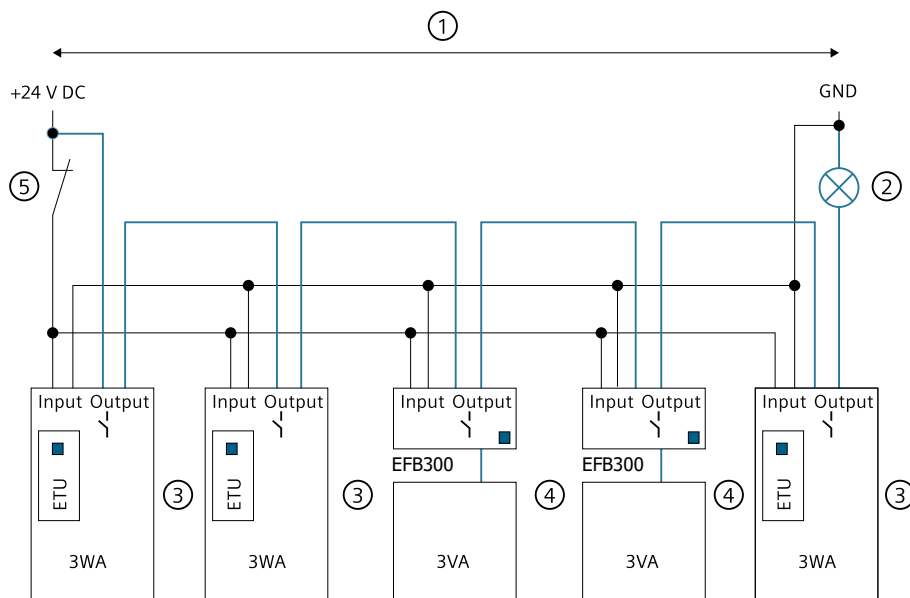 1
+24 V DC
GND
5
2
Input Output
Input Output
Input Output
Input Output
Input Output
EFB300
EFB300
ETU
3
ETU
3
4
4
ETU
3
3WA
3WA
3VA
3VA
3WA